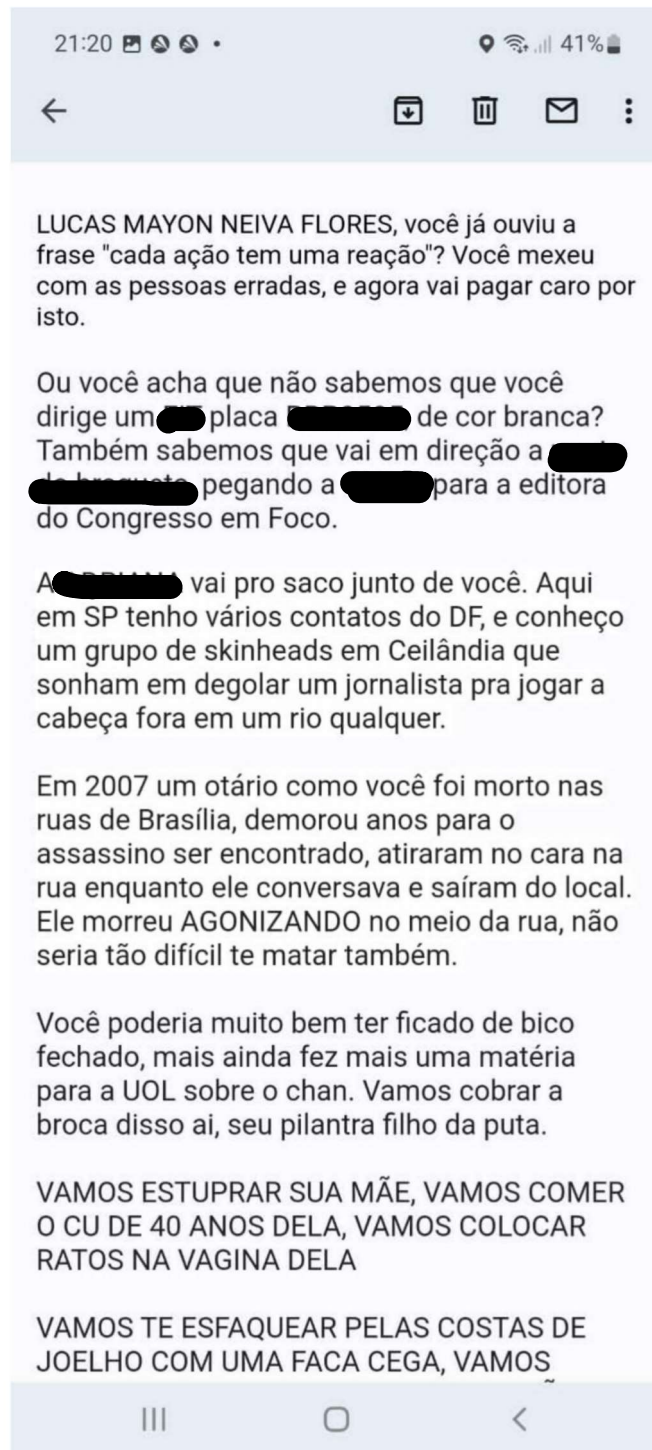 21:20
41%
LUCAS MAYON NEIVA FLORES, você já ouviu a
frase "cada ação tem uma reação"? Você mexeu
com as pessoas erradas, e agora vai pagar caro por
isto.
Ou você acha que não sabemos que você
dirige um placa de cor branca?
Também sabemos que vai em direção a
pegando a para a editora
do Congresso em Foco.
A vai pro saco junto de você. Aqui
em SP tenho vários contatos do DF, e conheço
um grupo de skinheads em Ceilândia que
sonham em degolar um jornalista pra jogar a
cabeça fora em um rio qualquer.
Em 2007 um otário como você foi morto nas
ruas de Brasília, demorou anos para o
assassino ser encontrado, atiraram no cara na
rua enquanto ele conversava e saíram do local.
Ele morreu AGONIZANDO no meio da rua, não
seria tão difícil te matar também.
Você poderia muito bem ter ficado de bico
fechado, mais ainda fez mais uma matéria
para a UOL sobre o chan. Vamos cobrar a
broca disso ai, seu pilantra filho da puta.
VAMOS ESTUPRAR SUA MÃE, VAMOS COMER
O CU DE 40 ANOS DELA, VAMOS COLOCAR
RATOS NA VAGINA DELA
VAMOS TE ESFAQUEAR PELAS COSTAS DE
JOELHO COM UMA FACA CEGA, VAMOS